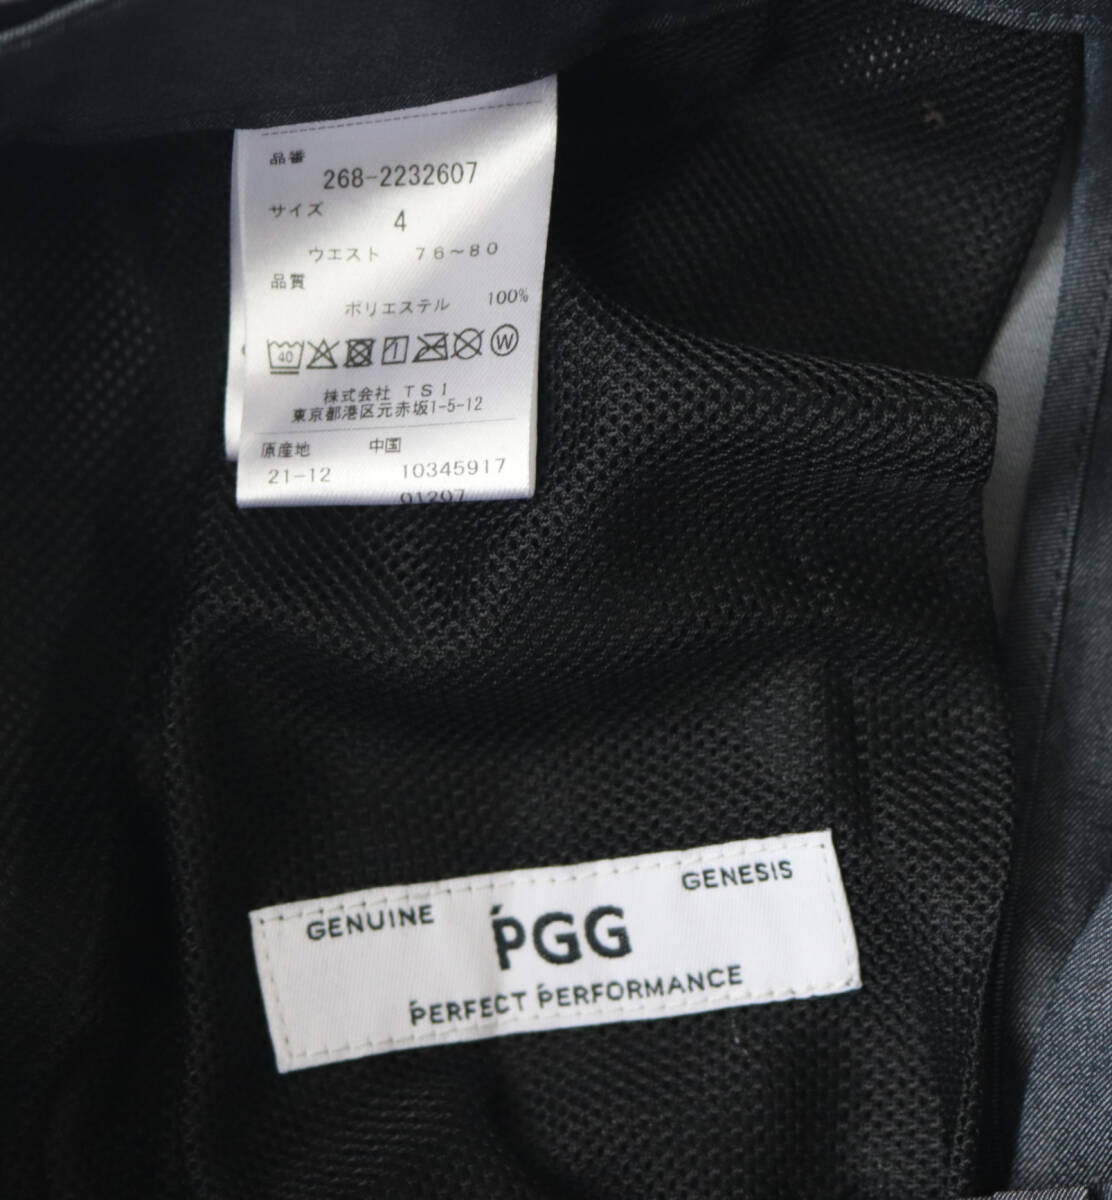 品番
268-2232607
サイズ
4
ウエスト 76～80
品質
ポリエステル 100%
40
W
株式会社 TSI
東京都港区元赤坂1-5-12
原産地 中国
21-12 10345917
01207
GENUINE GENESIS
PGG
PERFECT PERFORMANCE